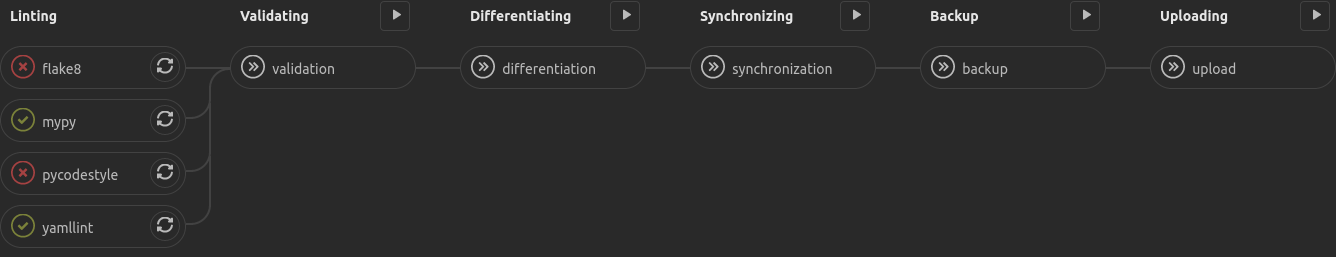 Linting Validating Differentiating Synchronizing Backup Uploading
flake8 validation differentiation synchronization backup upload
mypy
pycodestyle
yamllint